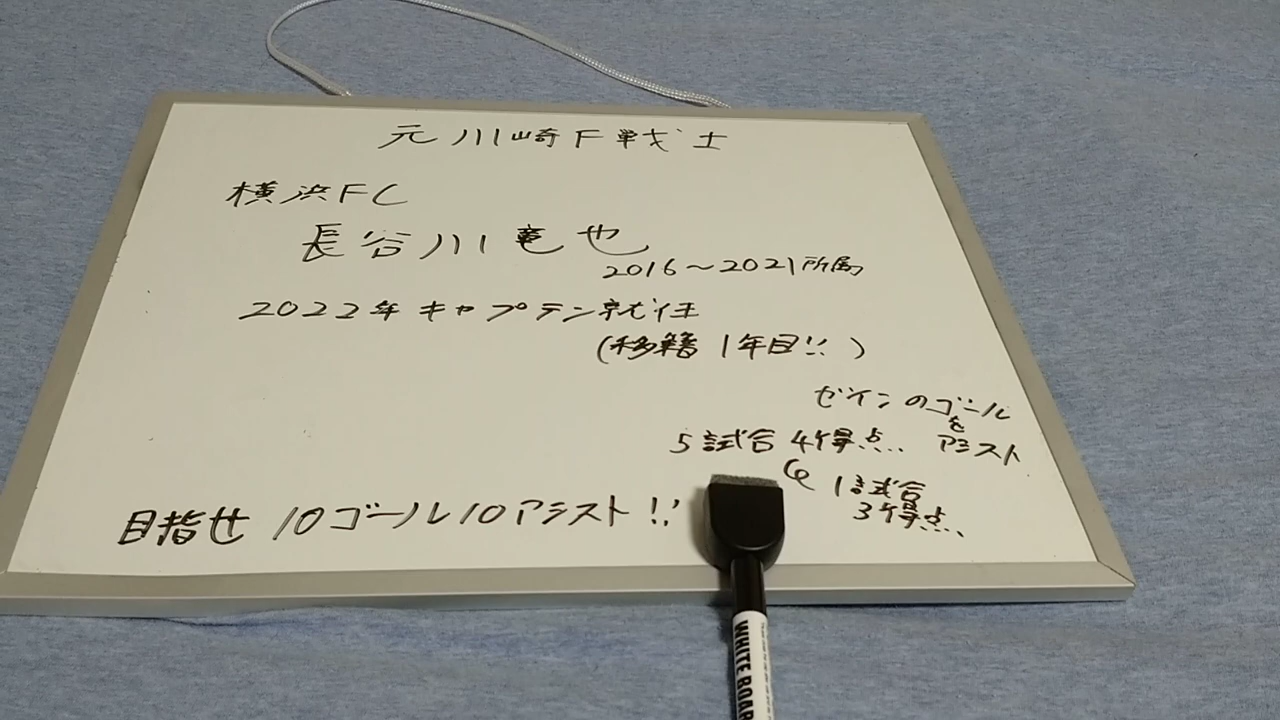 元川崎F戦士
横浜FC
長谷川竜也
2016～2021所属
2022年キャプテン就任
(移籍1年目!!)
ゼインのゴール
を
5試合4得点... アシスト
1試合
3得点...
目指せ10ゴール10アシスト!!
WHITE BOAR